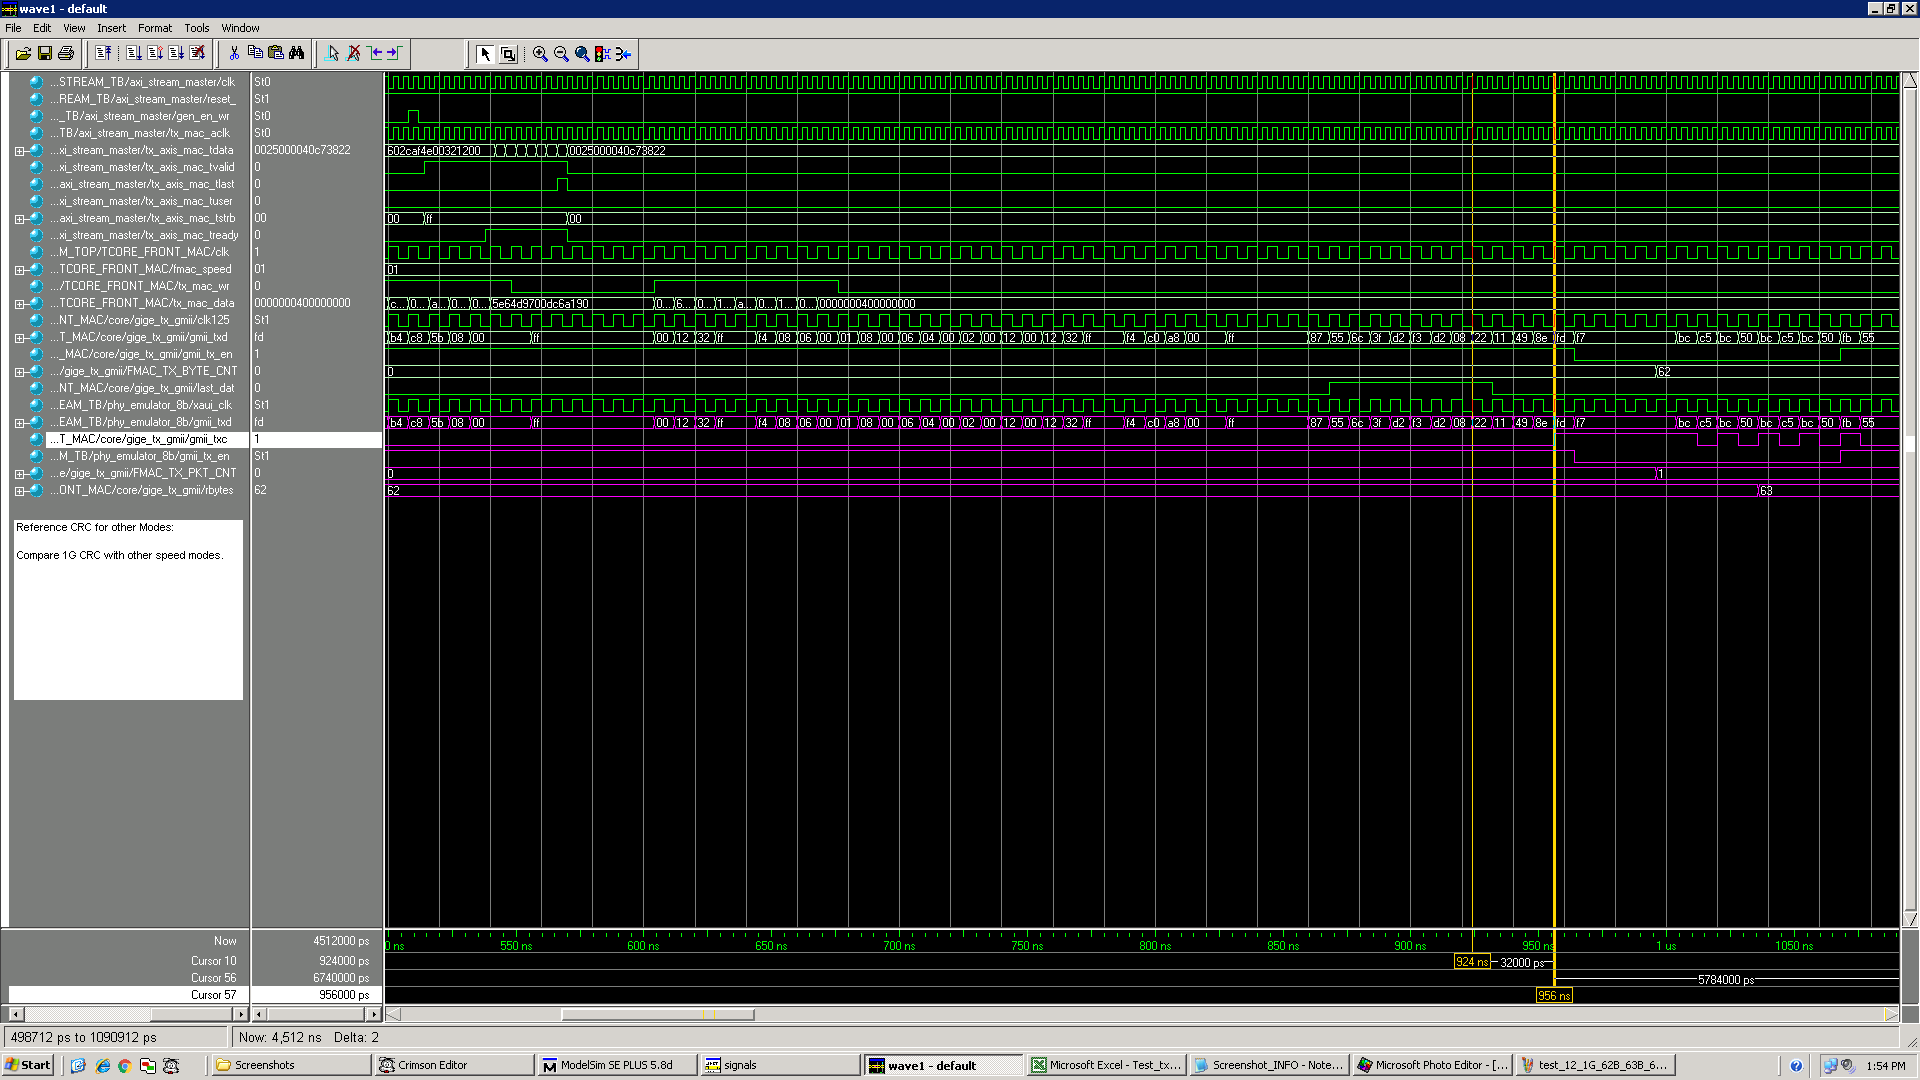 wave1 - default
File Edit View Insert Format Tools Window
...STREAM_TB/axi_stream_master/clk St0
...REAM_TB/axi_stream_master/reset_ St1
..._TB/axi_stream_master/gen_en_wr St0
...TB/axi_stream_master/tx_mac_aclk St0
...xi_stream_master/tx_axis_mac_tdata 0025000040c73822 602caf4e00321200 0025000040c73822
...xi_stream_master/tx_axis_mac_tvalid 0
...axi_stream_master/tx_axis_mac_tlast 0
...xi_stream_master/tx_axis_mac_tuser 0
...axi_stream_master/tx_axis_mac_tstrb 00 00 ff 00
...xi_stream_master/tx_axis_mac_tready 0
...M_TOP/TCORE_FRONT_MAC/clk 1
...TCORE_FRONT_MAC/fmac_speed 01 01
.../TCORE_FRONT_MAC/tx_mac_wr 0
...TCORE_FRONT_MAC/tx_mac_data 0000000400000000 c... 0... a... 0... 0... 5e64d9700dc6a190 0... 6... 0... 1... a... 0... 1... 0... 0000000400000000
...NT_MAC/core/gige_tx_gmii/clk125 St1
...T_MAC/core/gige_tx_gmii/gmii_txd fd b4 c8 5b 08 00 ff 00 12 32 ff f4 08 06 00 01 08 00 06 04 00 02 00 12 00 12 32 ff f4 c0 a8 00 ff 87 55 6c 3f d2 f3 d2 08 22 11 49 8e fd f7 bc c5 bc 50 bc c5 bc 50 fb 55
..._MAC/core/gige_tx_gmii/gmii_tx_en 1
.../gige_tx_gmii/FMAC_TX_BYTE_CNT 0 0 62
...NT_MAC/core/gige_tx_gmii/last_dat 0
...EAM_TB/phy_emulator_8b/xaui_clk St1
...EAM_TB/phy_emulator_8b/gmii_txd fd b4 c8 5b 08 00 ff 00 12 32 ff f4 08 06 00 01 08 00 06 04 00 02 00 12 00 12 32 ff f4 c0 a8 00 ff 87 55 6c 3f d2 f3 d2 08 22 11 49 8e fd f7 bc c5 bc 50 bc c5 bc 50 fb 55
...T_MAC/core/gige_tx_gmii/gmii_txc 1
...M_TB/phy_emulator_8b/gmii_tx_en St1
...e/gige_tx_gmii/FMAC_TX_PKT_CNT 0 0 1
...ONT_MAC/core/gige_tx_gmii/rbytes 62 62 63
Reference CRC for other Modes:
Compare 1G CRC with other speed modes.
Now 4512000 ps 0 ns 550 ns 600 ns 650 ns 700 ns 750 ns 800 ns 850 ns 900 ns 950 ns 1 us 1050 ns
Cursor 10 924000 ps 924 ns 32000 ps
Cursor 56 6740000 ps 5784000 ps
Cursor 57 956000 ps 956 ns
498712 ps to 1090912 ps Now: 4,512 ns Delta: 2
Start Screenshots Crimson Editor ModelSim SE PLUS 5.8d signals wave1 - default Microsoft Excel - Test_tx... Screenshot_INFO - Note... Microsoft Photo Editor - [... test_12_1G_62B_63B_6... 1:54 PM